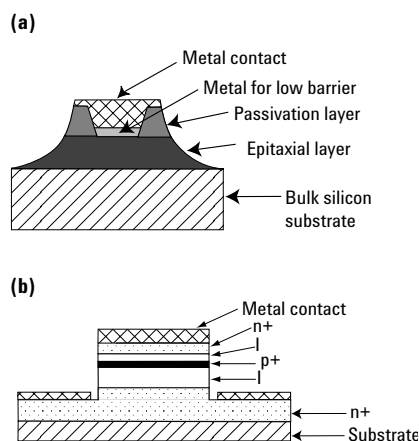 (a)
Metal contact
Metal for low barrier
Passivation layer
Epitaxial layer
Bulk silicon
substrate
(b)
Metal contact
n+
I
p+
I
n+
Substrate